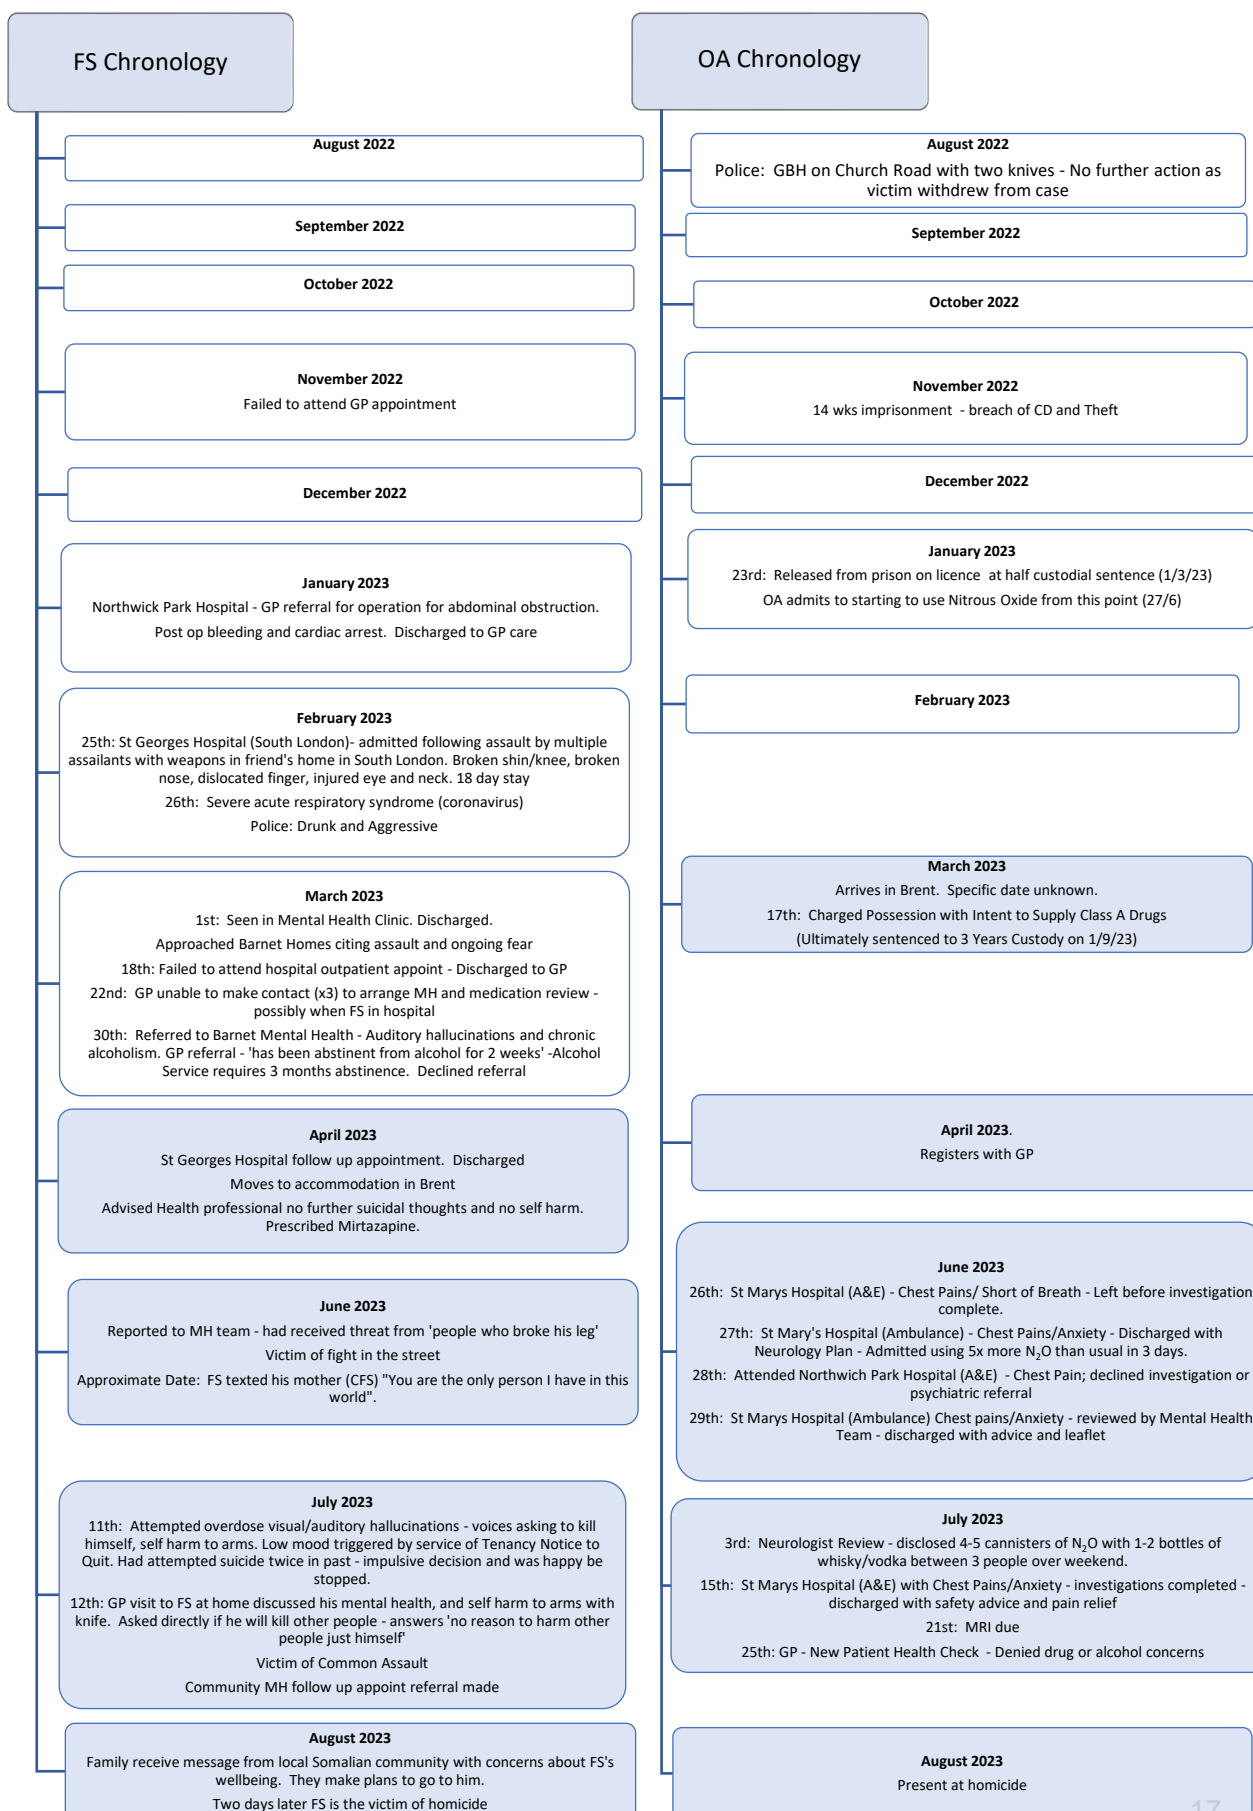 FS Chronology
August 2022
September 2022
October 2022
November 2022
Failed to attend GP appointment
December 2022
January 2023
Northwick Park Hospital - GP referral for operation for abdominal obstruction.
Post op bleeding and cardiac arrest. Discharged to GP care
February 2023
25th: St Georges Hospital (South London)- admitted following assault by multiple
assailants with weapons in friend's home in South London. Broken shin/knee, broken
nose, dislocated finger, injured eye and neck. 18 day stay
26th: Severe acute respiratory syndrome (coronavirus)
Police: Drunk and Aggressive
March 2023
1st: Seen in Mental Health Clinic. Discharged.
Approached Barnet Homes citing assault and ongoing fear
18th: Failed to attend hospital outpatient appoint - Discharged to GP
22nd: GP unable to make contact (x3) to arrange MH and medication review -
possibly when FS in hospital
30th: Referred to Barnet Mental Health - Auditory hallucinations and chronic
alcoholism. GP referral - 'has been abstinent from alcohol for 2 weeks' -Alcohol
Service requires 3 months abstinence. Declined referral
April 2023
St Georges Hospital follow up appointment. Discharged
Moves to accommodation in Brent
Advised Health professional no further suicidal thoughts and no self harm.
Prescribed Mirtazapine.
June 2023
Reported to MH team - had received threat from 'people who broke his leg'
Victim of fight in the street
Approximate Date: FS texted his mother (CFS) "You are the only person I have in this
world".
July 2023
11th: Attempted overdose visual/auditory hallucinations - voices asking to kill
himself, self harm to arms. Low mood triggered by service of Tenancy Notice to
Quit. Had attempted suicide twice in past - impulsive decision and was happy be
stopped.
12th: GP visit to FS at home discussed his mental health, and self harm to arms with
knife. Asked directly if he will kill other people - answers 'no reason to harm other
people just himself'
Victim of Common Assault
Community MH follow up appoint referral made
August 2023
Family receive message from local Somalian community with concerns about FS's
wellbeing. They make plans to go to him.
Two days later FS is the victim of homicide
OA Chronology
August 2022
Police: GBH on Church Road with two knives - No further action as
victim withdrew from case
September 2022
October 2022
November 2022
14 wks imprisonment - breach of CD and Theft
December 2022
January 2023
23rd: Released from prison on licence at half custodial sentence (1/3/23)
OA admits to starting to use Nitrous Oxide from this point (27/6)
February 2023
March 2023
Arrives in Brent. Specific date unknown.
17th: Charged Possession with Intent to Supply Class A Drugs
(Ultimately sentenced to 3 Years Custody on 1/9/23)
April 2023.
Registers with GP
June 2023
26th: St Marys Hospital (A&E) - Chest Pains/ Short of Breath - Left before investigation
complete.
27th: St Mary's Hospital (Ambulance) - Chest Pains/Anxiety - Discharged with
Neurology Plan - Admitted using 5x more N₂O than usual in 3 days.
28th: Attended Northwich Park Hospital (A&E) - Chest Pain; declined investigation or
psychiatric referral
29th: St Marys Hospital (Ambulance) Chest pains/Anxiety - reviewed by Mental Health
Team - discharged with advice and leaflet
July 2023
3rd: Neurologist Review - disclosed 4-5 cannisters of N₂O with 1-2 bottles of
whisky/vodka between 3 people over weekend.
15th: St Marys Hospital (A&E) with Chest Pains/Anxiety - investigations completed -
discharged with safety advice and pain relief
21st: MRI due
25th: GP - New Patient Health Check - Denied drug or alcohol concerns
August 2023
Present at homicide
17